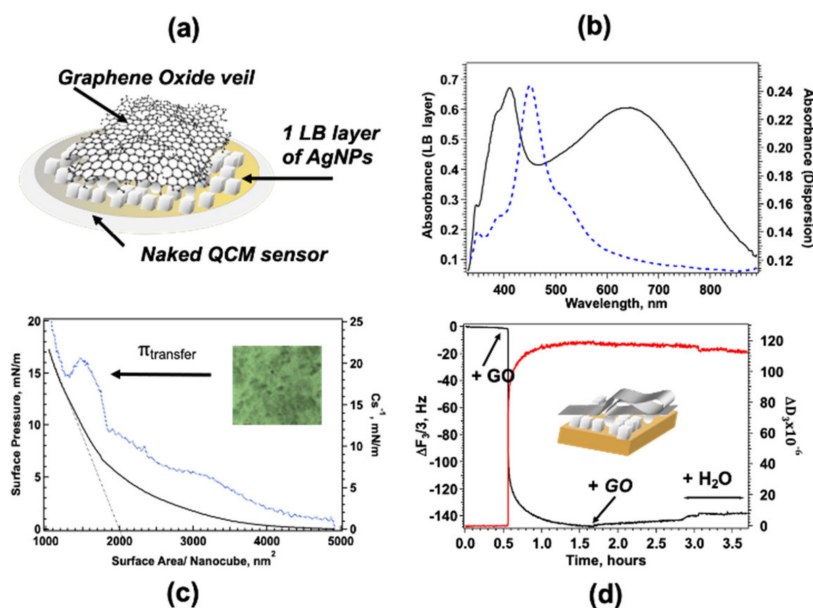 (a)
Graphene Oxide veil
1 LB layer
of AgNPs
Naked QCM sensor
(b)
0.7
0.6
0.5
0.4
0.3
0.2
0.1
Absorbance (LB layer)
0.24
0.22
0.20
0.18
0.16
0.14
0.12
Absorbance (Dispersion)
400 500 600 700 800
Wavelength, nm
20
15
10
5
0
Surface Pressure, mN/m
πtransfer
25
20
15
10
5
0
Cs⁻¹, mN/m
1000 2000 3000 4000 5000
Surface Area/ Nanocube, nm²
(c)
0
-20
-40
-60
-80
-100
-120
-140
ΔF₃/3, Hz
+ GO
+ GO
+ H₂O
120
100
80
60
40
20
0
ΔD₃x10⁻⁶
0.0 0.5 1.0 1.5 2.0 2.5 3.0 3.5
Time, hours
(d)